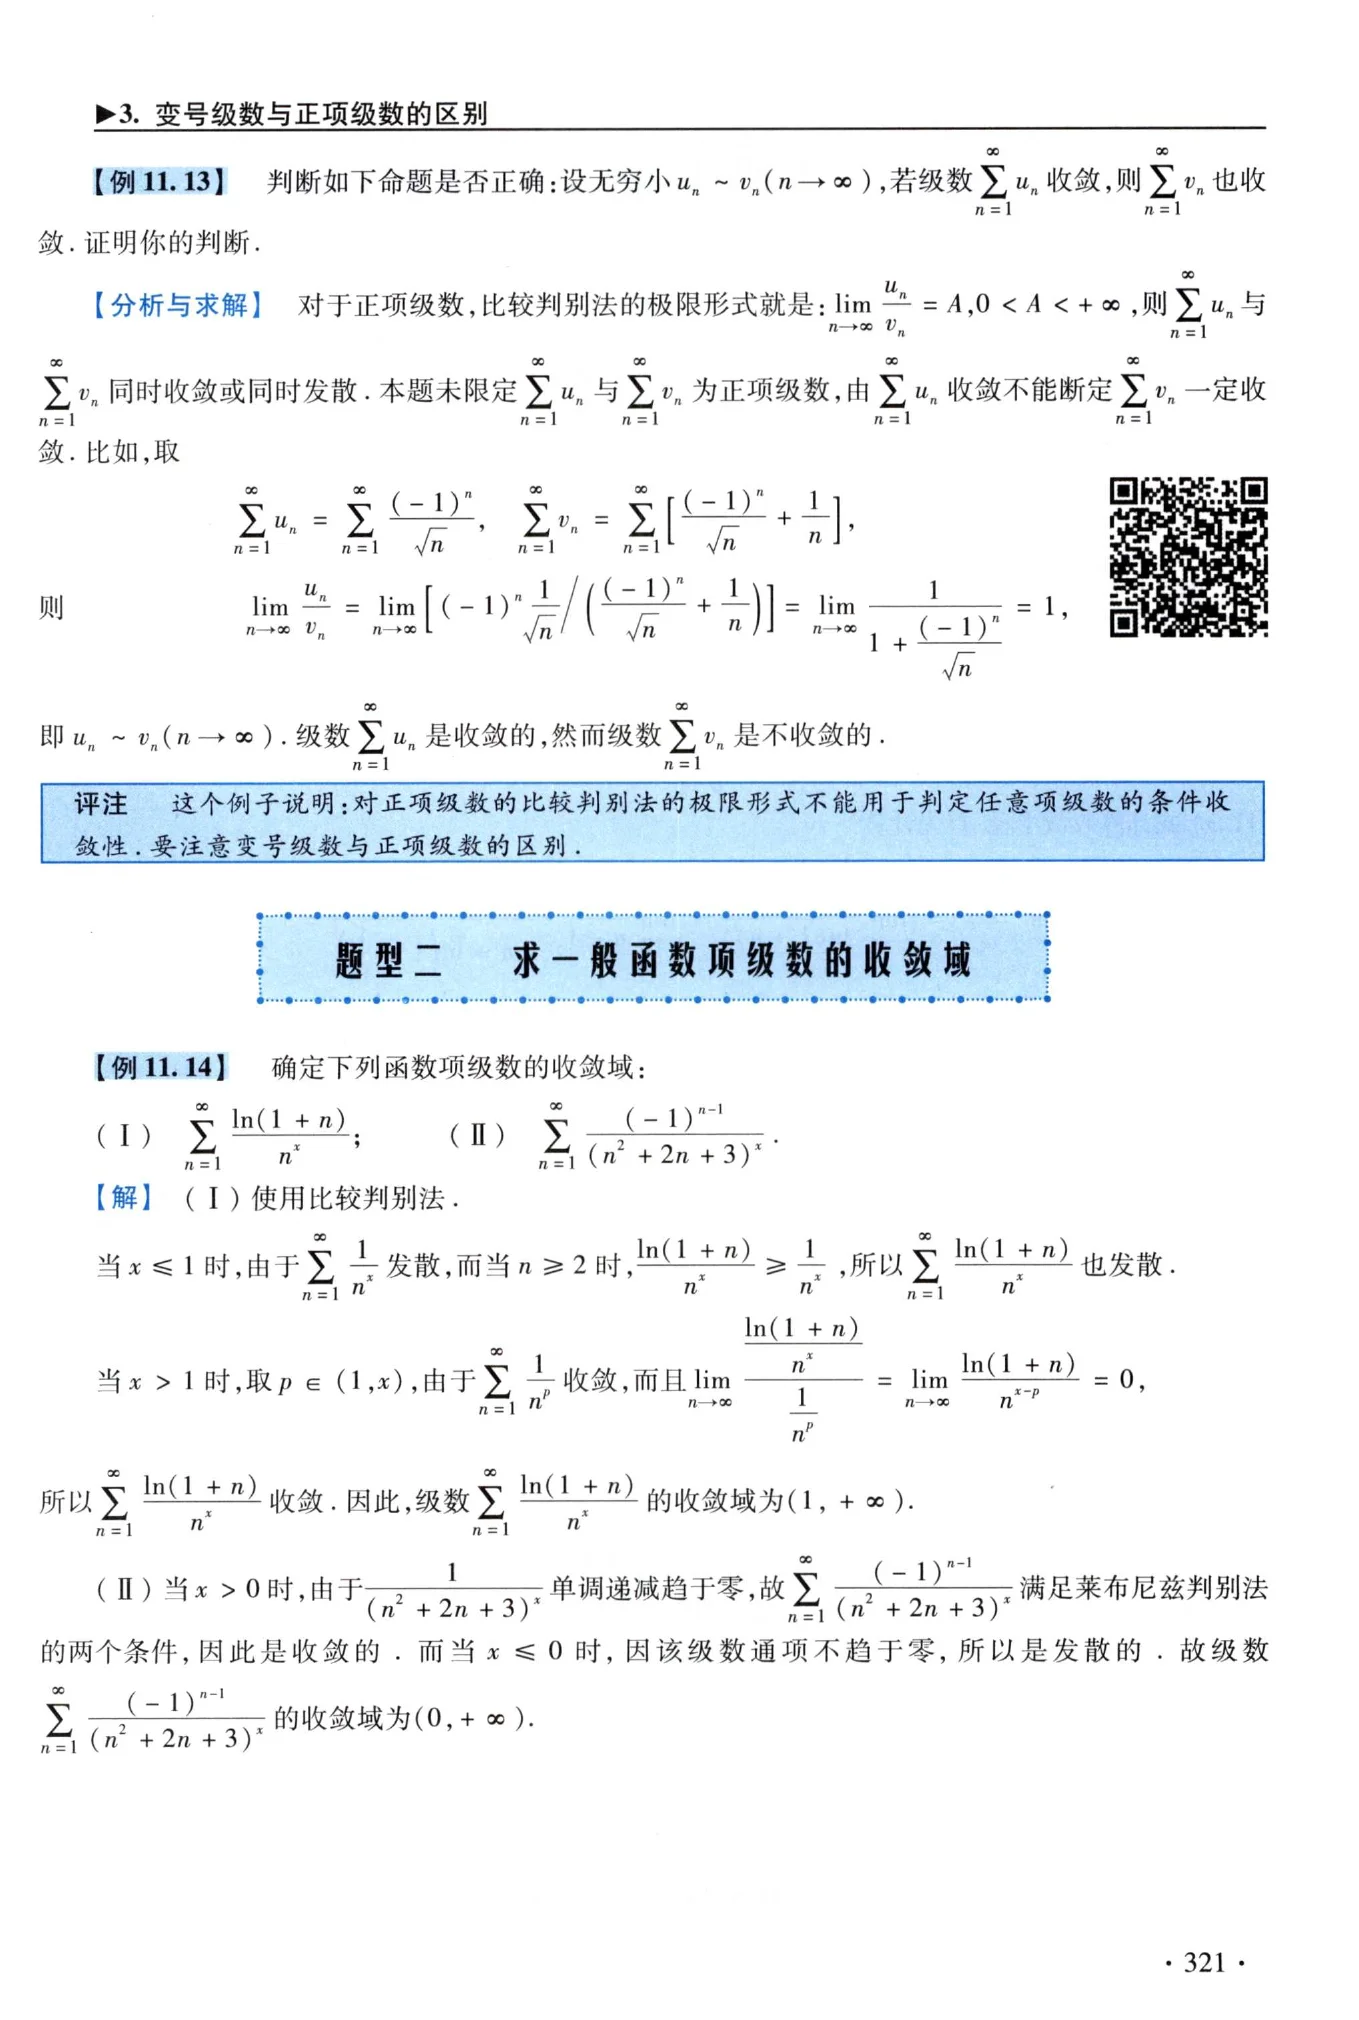 ▶3. 变号级数与正项级数的区别
【例 11.13】 判断如下命题是否正确:设无穷小 $u_n \sim v_n (n \to \infty)$,若级数 $\sum_{n=1}^{\infty} u_n$ 收敛,则 $\sum_{n=1}^{\infty} v_n$ 也收
敛.证明你的判断.
【分析与求解】 对于正项级数,比较判别法的极限形式就是: $\lim_{n \to \infty} \frac{u_n}{v_n} = A, 0 < A < +\infty$,则 $\sum_{n=1}^{\infty} u_n$ 与
$\sum_{n=1}^{\infty} v_n$ 同时收敛或同时发散.本题未限定 $\sum_{n=1}^{\infty} u_n$ 与 $\sum_{n=1}^{\infty} v_n$ 为正项级数,由 $\sum_{n=1}^{\infty} u_n$ 收敛不能断定 $\sum_{n=1}^{\infty} v_n$ 一定收
敛.比如,取
$\sum_{n=1}^{\infty} u_n = \sum_{n=1}^{\infty} \frac{(-1)^n}{\sqrt{n}}, \quad \sum_{n=1}^{\infty} v_n = \sum_{n=1}^{\infty} \left[ \frac{(-1)^n}{\sqrt{n}} + \frac{1}{n} \right],$
则 $\lim_{n \to \infty} \frac{u_n}{v_n} = \lim_{n \to \infty} \left[ (-1)^n \frac{1}{\sqrt{n}} \bigg/ \left( \frac{(-1)^n}{\sqrt{n}} + \frac{1}{n} \right) \right] = \lim_{n \to \infty} \frac{1}{1 + \frac{(-1)^n}{\sqrt{n}}} = 1,$
即 $u_n \sim v_n (n \to \infty)$.级数 $\sum_{n=1}^{\infty} u_n$ 是收敛的,然而级数 $\sum_{n=1}^{\infty} v_n$ 是不收敛的.
评注 这个例子说明:对正项级数的比较判别法的极限形式不能用于判定任意项级数的条件收
敛性.要注意变号级数与正项级数的区别.
题型二 求一般函数项级数的收敛域
【例 11.14】 确定下列函数项级数的收敛域:
(Ⅰ) $\sum_{n=1}^{\infty} \frac{\ln(1+n)}{n^x}$; (Ⅱ) $\sum_{n=1}^{\infty} \frac{(-1)^{n-1}}{(n^2+2n+3)^x}$.
【解】 (Ⅰ)使用比较判别法.
当 $x \leqslant 1$ 时,由于 $\sum_{n=1}^{\infty} \frac{1}{n^x}$ 发散,而当 $n \geqslant 2$ 时, $\frac{\ln(1+n)}{n^x} \geqslant \frac{1}{n^x}$,所以 $\sum_{n=1}^{\infty} \frac{\ln(1+n)}{n^x}$ 也发散.
当 $x > 1$ 时,取 $p \in (1,x)$,由于 $\sum_{n=1}^{\infty} \frac{1}{n^p}$ 收敛,而且 $\lim_{n \to \infty} \frac{\frac{\ln(1+n)}{n^x}}{\frac{1}{n^p}} = \lim_{n \to \infty} \frac{\ln(1+n)}{n^{x-p}} = 0,$
所以 $\sum_{n=1}^{\infty} \frac{\ln(1+n)}{n^x}$ 收敛.因此,级数 $\sum_{n=1}^{\infty} \frac{\ln(1+n)}{n^x}$ 的收敛域为 $(1, +\infty)$.
(Ⅱ)当 $x > 0$ 时,由于 $\frac{1}{(n^2+2n+3)^x}$ 单调递减趋于零,故 $\sum_{n=1}^{\infty} \frac{(-1)^{n-1}}{(n^2+2n+3)^x}$ 满足莱布尼兹判别法
的两个条件,因此是收敛的.而当 $x \leqslant 0$ 时,因该级数通项不趋于零,所以是发散的.故级数
$\sum_{n=1}^{\infty} \frac{(-1)^{n-1}}{(n^2+2n+3)^x}$ 的收敛域为 $(0, +\infty)$.
· 321 ·